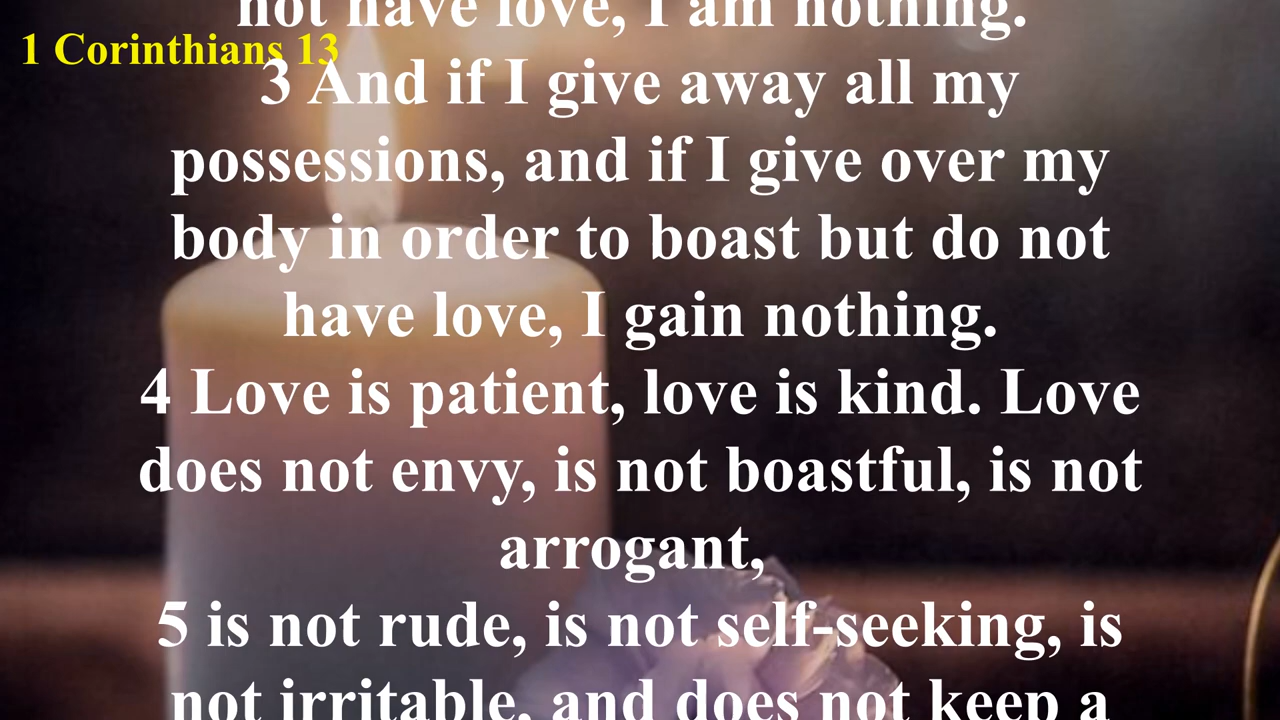 not have love, I am nothing.
1 Corinthians 13
3 And if I give away all my
possessions, and if I give over my
body in order to boast but do not
have love, I gain nothing.
4 Love is patient, love is kind. Love
does not envy, is not boastful, is not
arrogant,
5 is not rude, is not self-seeking, is
not irritable, and does not keep a